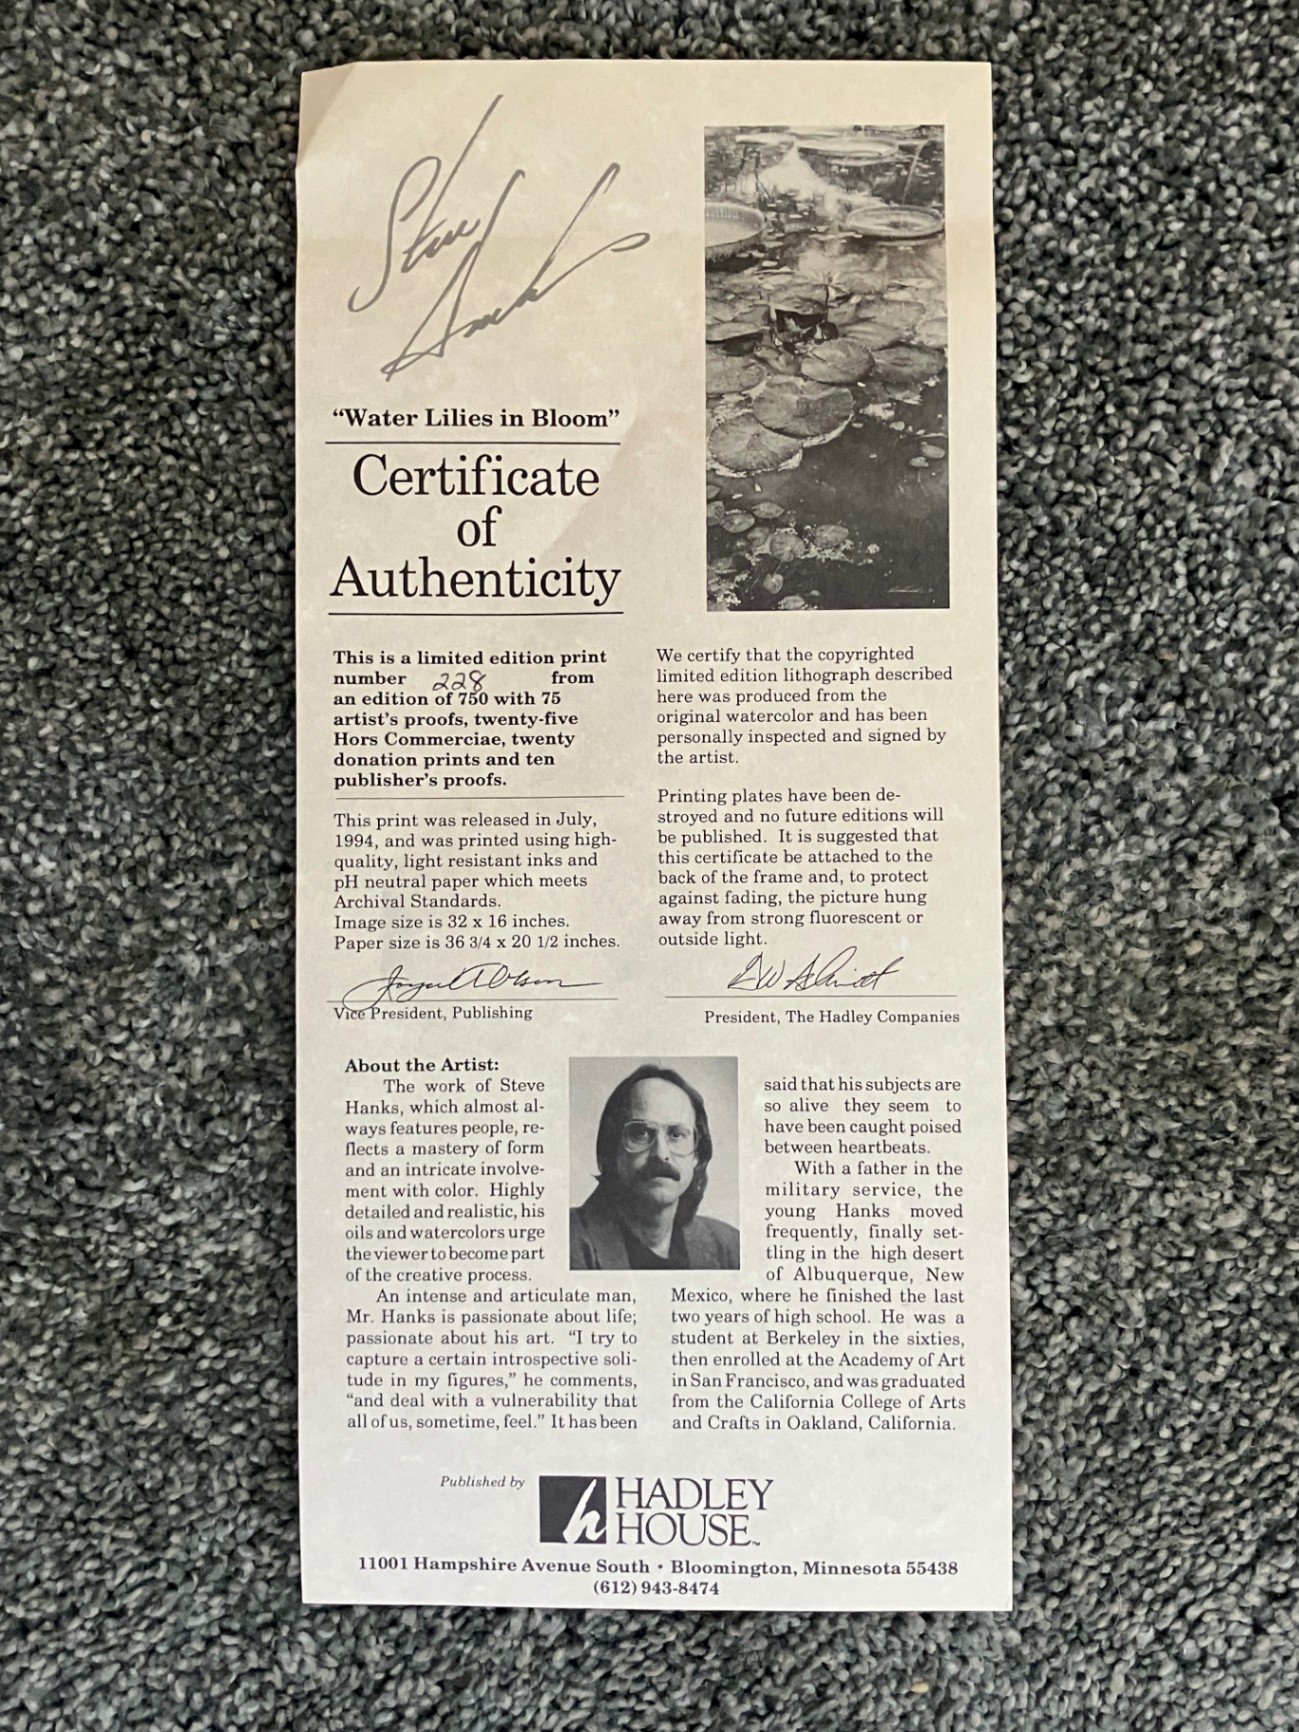 Steve
Hanks
“Water Lilies in Bloom”
Certificate
of
Authenticity
This is a limited edition print
number 228 from
an edition of 750 with 75
artist's proofs, twenty-five
Hors Commerciae, twenty
donation prints and ten
publisher's proofs.
This print was released in July,
1994, and was printed using high-
quality, light resistant inks and
pH neutral paper which meets
Archival Standards.
Image size is 32 x 16 inches.
Paper size is 36 3/4 x 20 1/2 inches.
Vice President, Publishing
We certify that the copyrighted
limited edition lithograph described
here was produced from the
original watercolor and has been
personally inspected and signed by
the artist.
Printing plates have been de-
stroyed and no future editions will
be published. It is suggested that
this certificate be attached to the
back of the frame and, to protect
against fading, the picture hung
away from strong fluorescent or
outside light.
President, The Hadley Companies
About the Artist:
The work of Steve
Hanks, which almost al-
ways features people, re-
flects a mastery of form
and an intricate involve-
ment with color. Highly
detailed and realistic, his
oils and watercolors urge
the viewer to become part
of the creative process.
An intense and articulate man,
Mr. Hanks is passionate about life;
passionate about his art. “I try to
capture a certain introspective soli-
tude in my figures,” he comments,
“and deal with a vulnerability that
all of us, sometime, feel.” It has been
said that his subjects are
so alive they seem to
have been caught poised
between heartbeats.
With a father in the
military service, the
young Hanks moved
frequently, finally set-
tling in the high desert
of Albuquerque, New
Mexico, where he finished the last
two years of high school. He was a
student at Berkeley in the sixties,
then enrolled at the Academy of Art
in San Francisco, and was graduated
from the California College of Arts
and Crafts in Oakland, California.
Published by
h HADLEY
HOUSE™
11001 Hampshire Avenue South • Bloomington, Minnesota 55438
(612) 943-8474